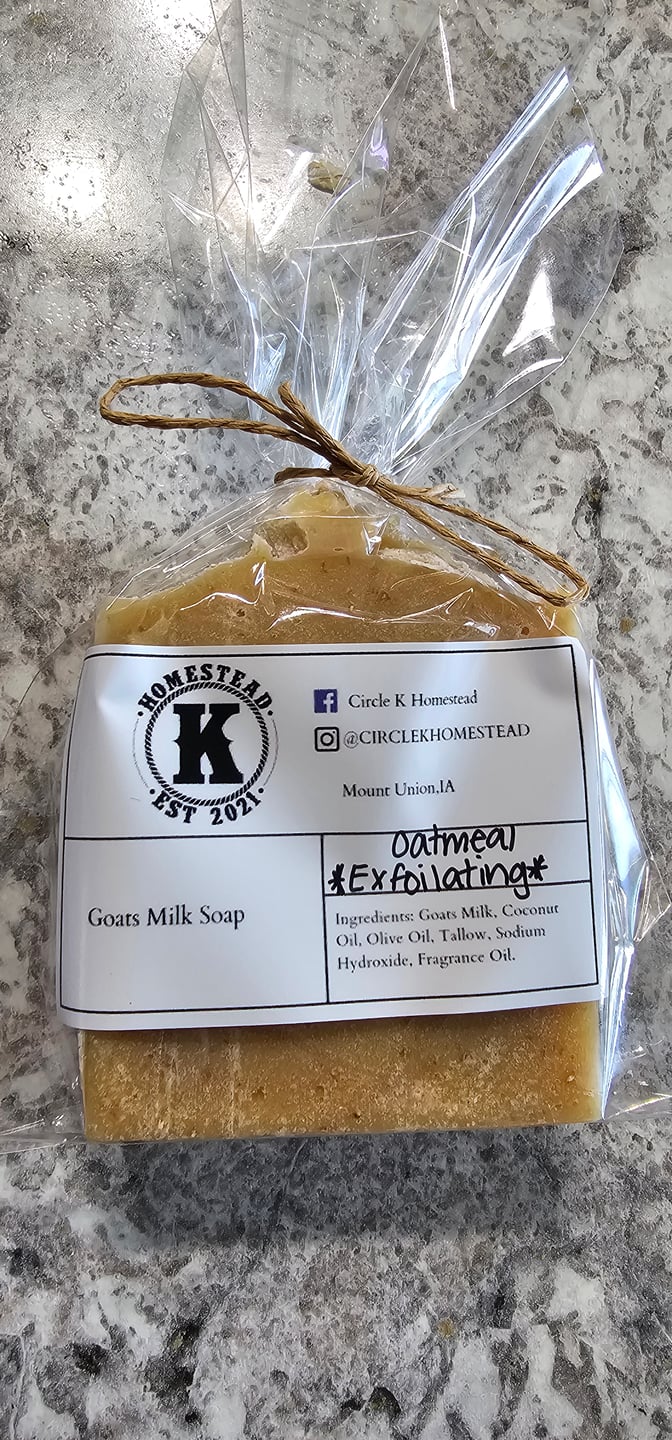 HOMESTEAD
K
EST 2021
Circle K Homestead
@CIRCLEKHOMESTEAD
Mount Union,IA
Goats Milk Soap
Oatmeal
*Exfoilating*
Ingredients: Goats Milk, Coconut
Oil, Olive Oil, Tallow, Sodium
Hydroxide, Fragrance Oil.